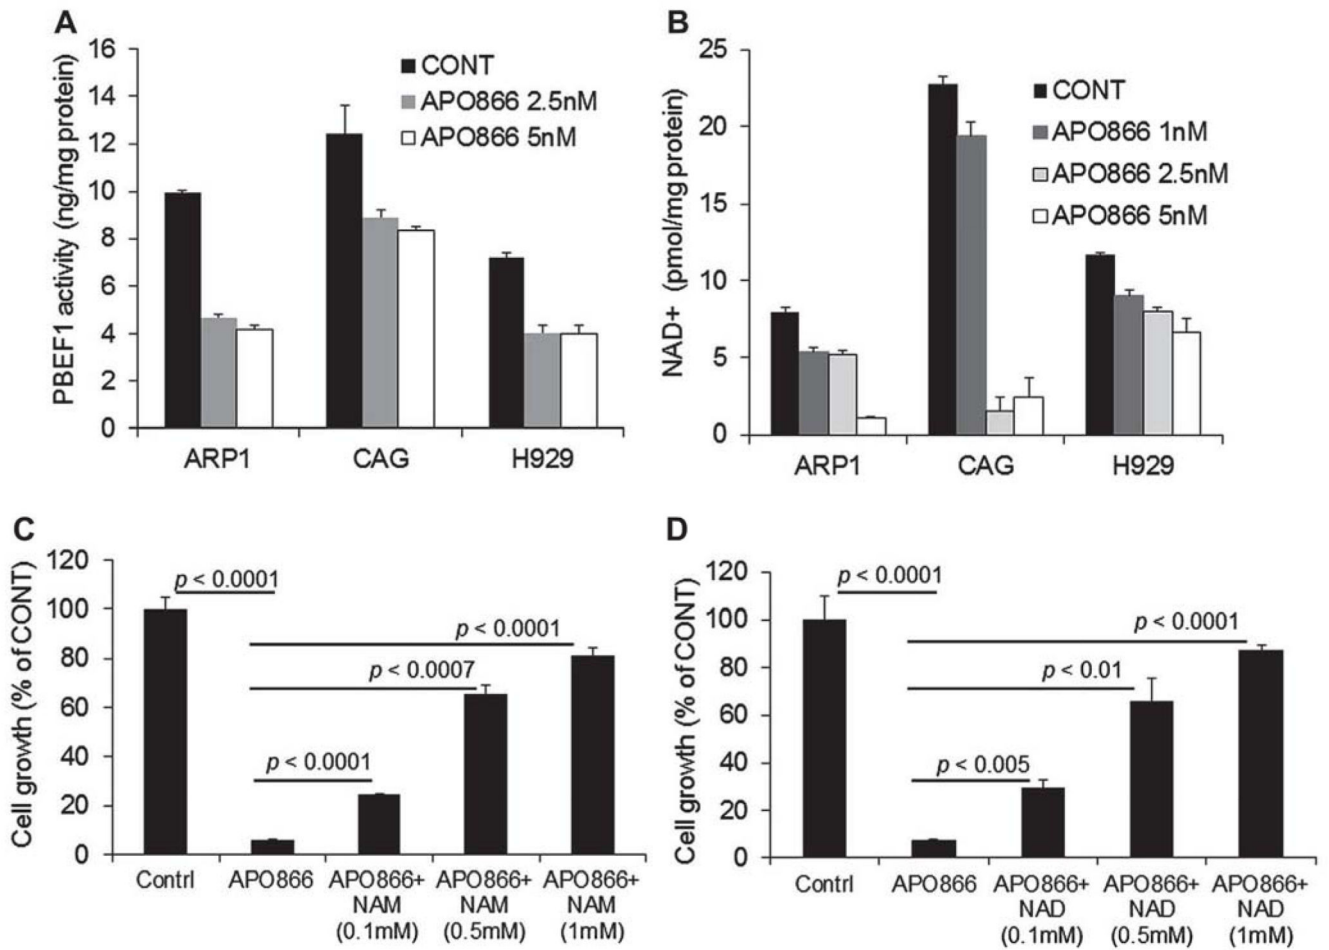 A
PBEF1 activity (ng/mg protein)
16
14
12
10
8
6
4
2
0
CONT
APO866 2.5nM
APO866 5nM
ARP1 CAG H929
B
NAD+ (pmol/mg protein)
25
20
15
10
5
0
CONT
APO866 1nM
APO866 2.5nM
APO866 5nM
ARP1 CAG H929
C
Cell growth (% of CONT)
120
100
80
60
40
20
0
p < 0.0001
p < 0.0001
p < 0.0007
p < 0.0001
Contrl APO866 APO866+ APO866+ APO866+
NAM NAM NAM
(0.1mM) (0.5mM) (1mM)
D
Cell growth (% of CONT)
120
100
80
60
40
20
0
p < 0.0001
p < 0.0001
p < 0.01
p < 0.005
Contrl APO866 APO866+ APO866+ APO866+
NAD NAD NAD
(0.1mM) (0.5mM) (1mM)